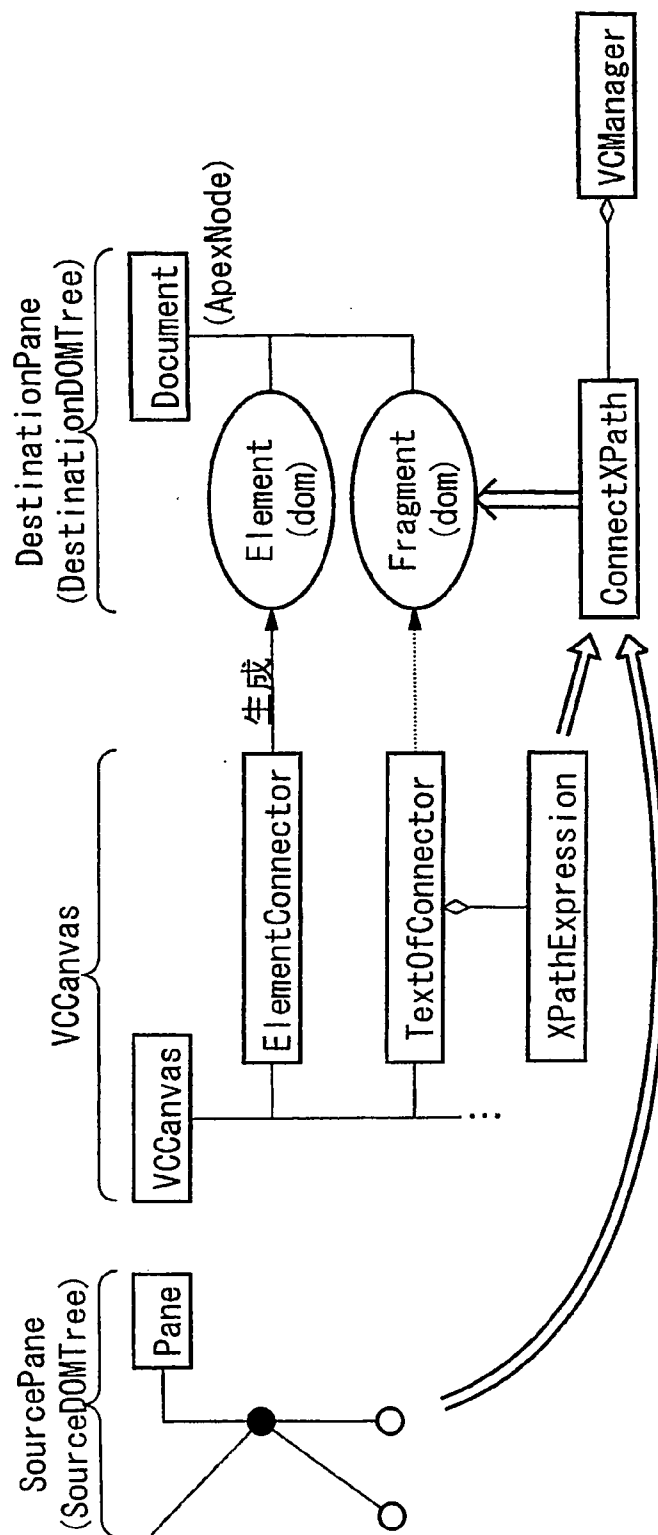 SourcePane
(SourceDOMTree)
Pane
VCCanvas
VCCanvas
ElementConnector
生成
TextOfConnector
XPathExpression
...
DestinationPane
(DestinationDOMTree)
Document
(ApexNode)
Element
(dom)
Fragment
(dom)
ConnectXPath
VCManager